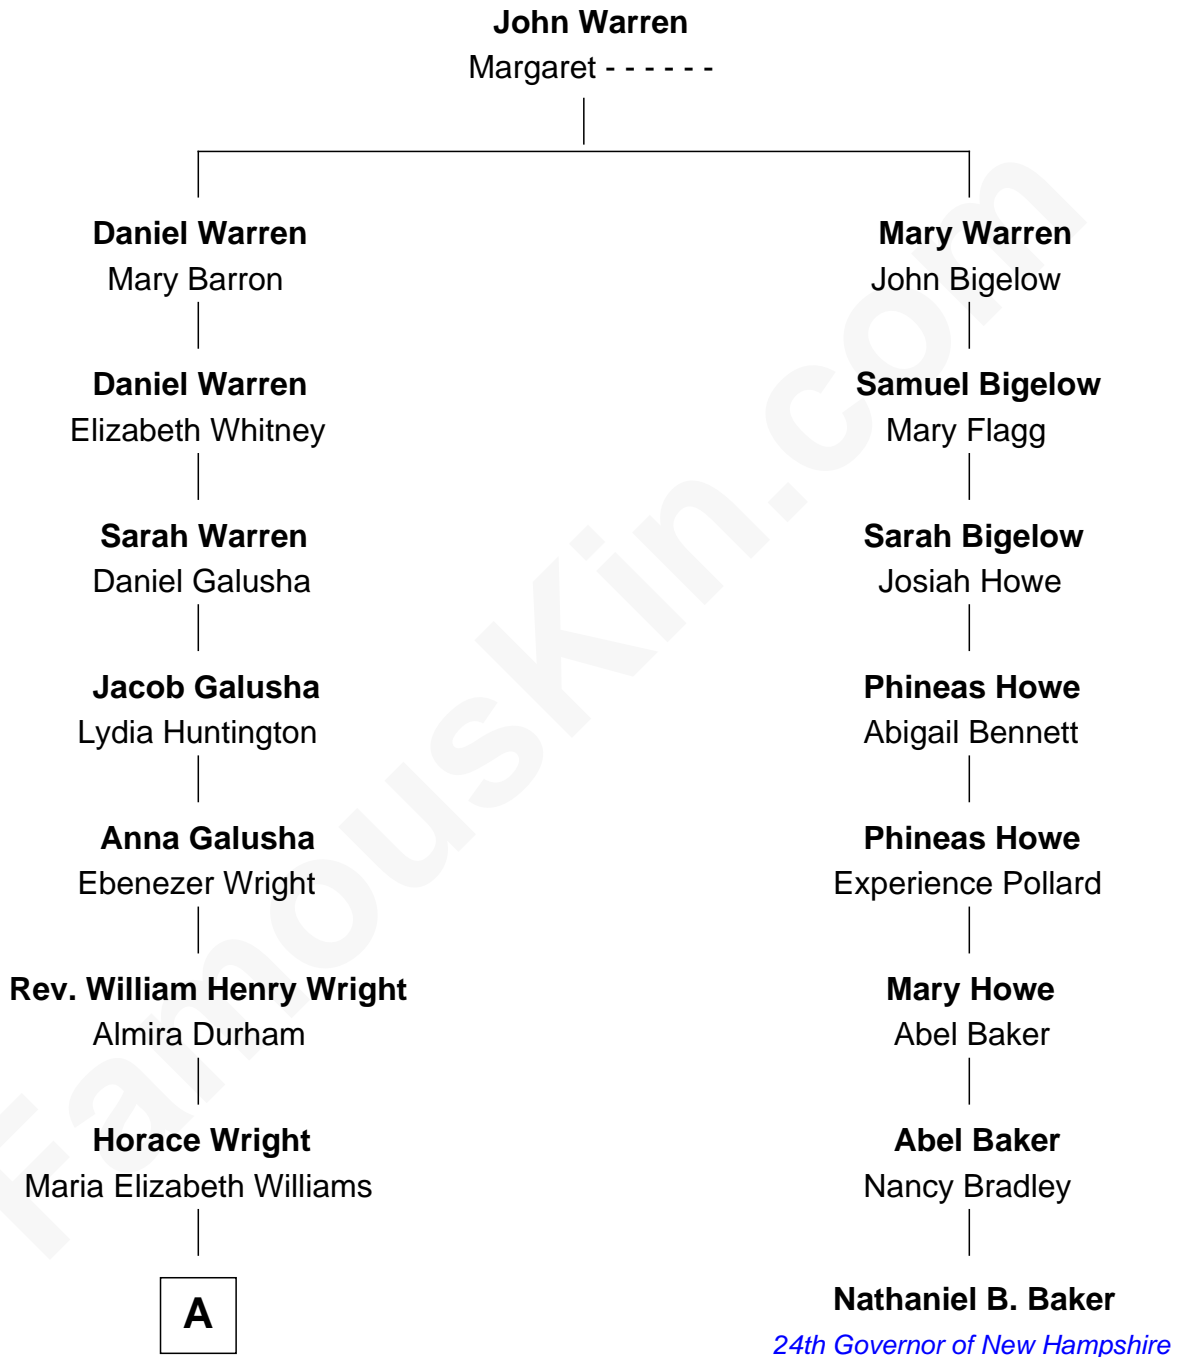 John Warren
Margaret - - - - - -
Daniel Warren
Mary Barron
Daniel Warren
Elizabeth Whitney
Sarah Warren
Daniel Galusha
Jacob Galusha
Lydia Huntington
Anna Galusha
Ebenezer Wright
Rev. William Henry Wright
Almira Durham
Horace Wright
Maria Elizabeth Williams
A
Mary Warren
John Bigelow
Samuel Bigelow
Mary Flagg
Sarah Bigelow
Josiah Howe
Phineas Howe
Abigail Bennett
Phineas Howe
Experience Pollard
Mary Howe
Abel Baker
Abel Baker
Nancy Bradley
Nathaniel B. Baker
24th Governor of New Hampshire
FamousKin.com